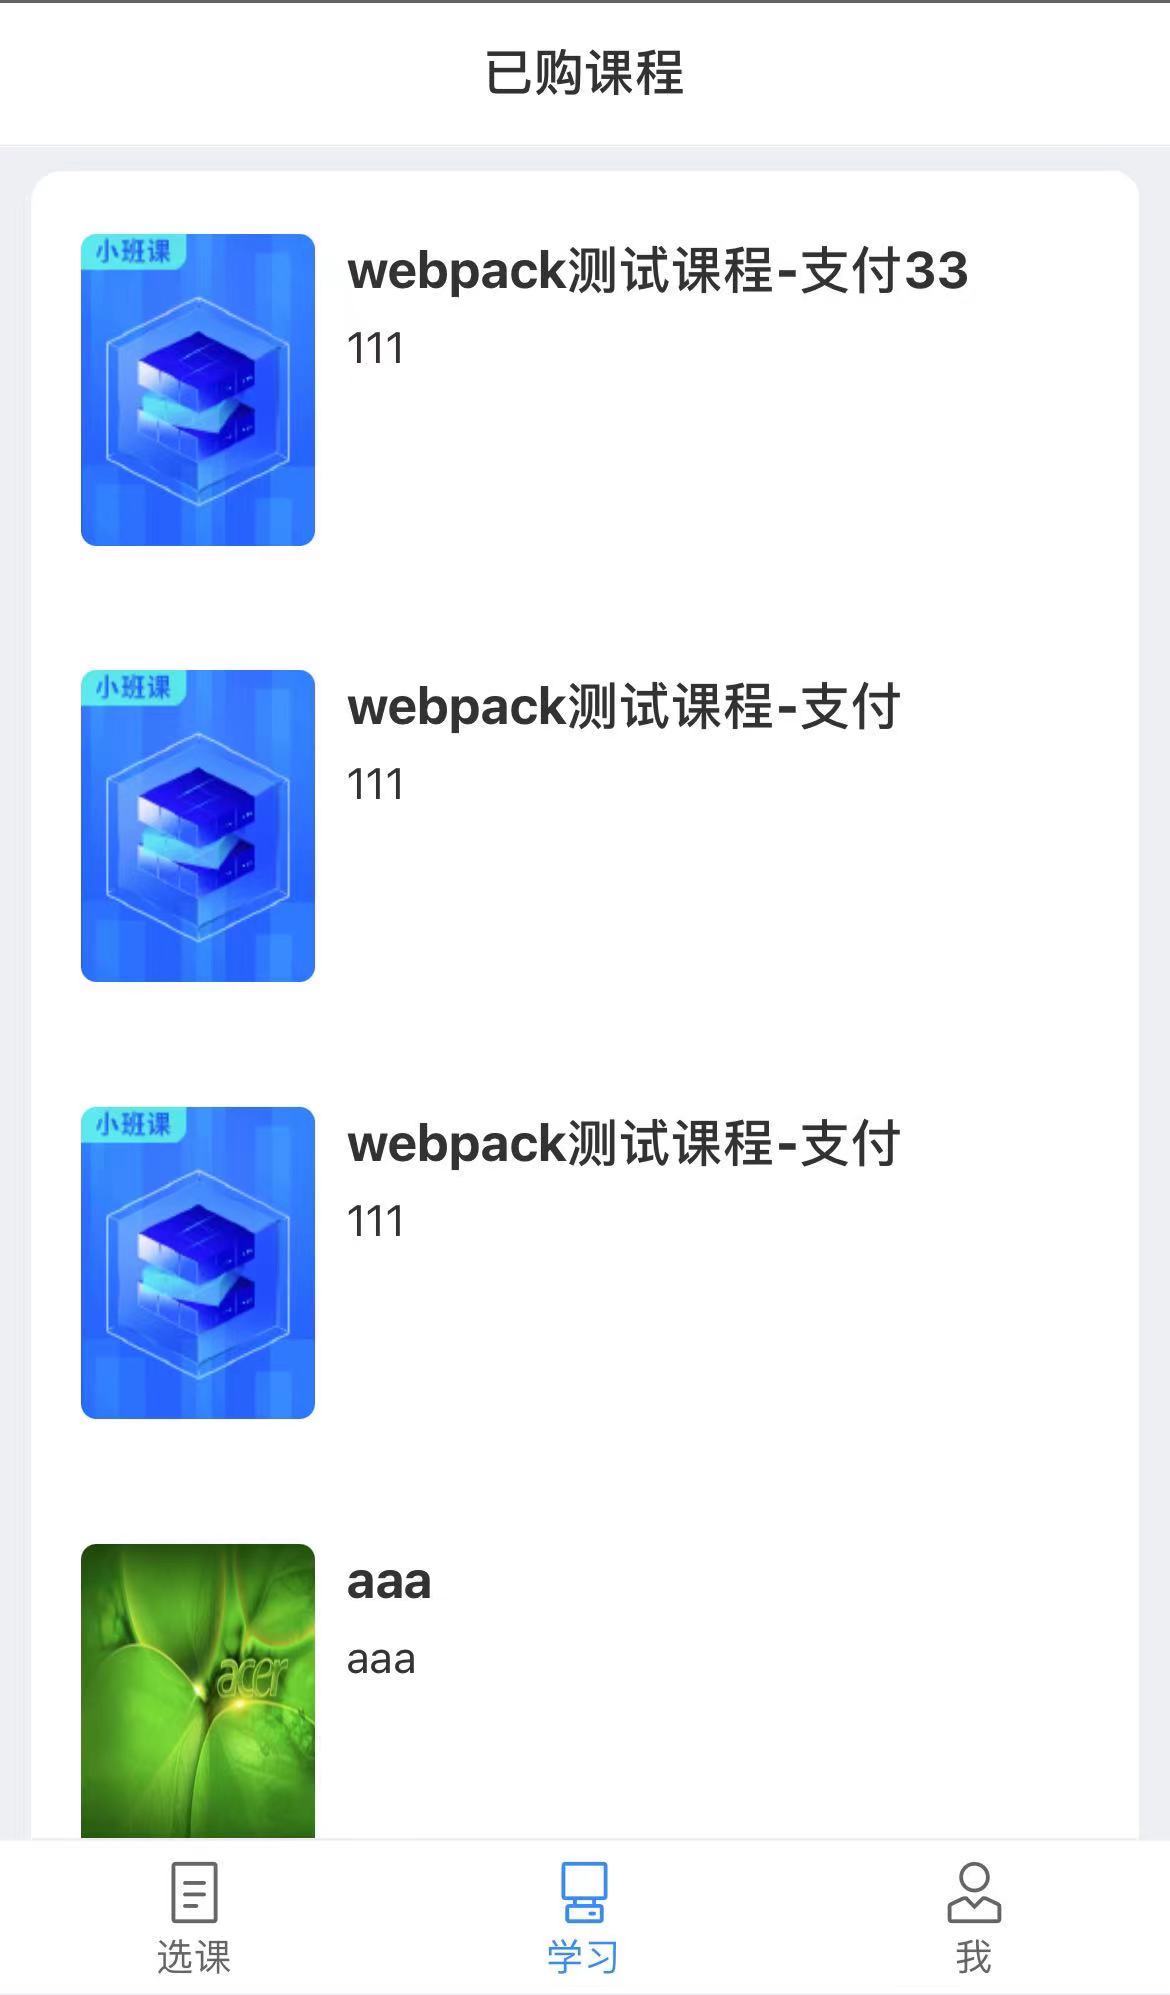 已购课程
小班课
webpack测试课程-支付33
111
小班课
webpack测试课程-支付
111
小班课
webpack测试课程-支付
111
acer
aaa
aaa
选课
学习
我